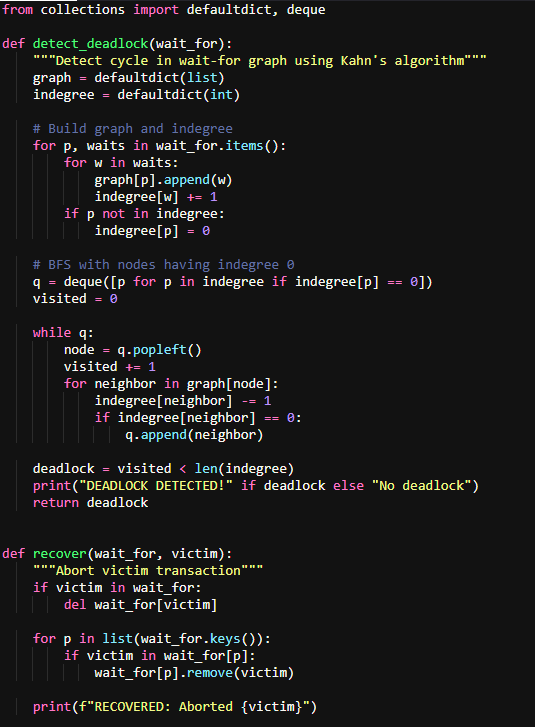 from collections import defaultdict, deque

def detect_deadlock(wait_for):
    """Detect cycle in wait-for graph using Kahn's algorithm"""
    graph = defaultdict(list)
    indegree = defaultdict(int)

    # Build graph and indegree
    for p, waits in wait_for.items():
        for w in waits:
            graph[p].append(w)
            indegree[w] += 1
        if p not in indegree:
            indegree[p] = 0

    # BFS with nodes having indegree 0
    q = deque([p for p in indegree if indegree[p] == 0])
    visited = 0

    while q:
        node = q.popleft()
        visited += 1
        for neighbor in graph[node]:
            indegree[neighbor] -= 1
            if indegree[neighbor] == 0:
                q.append(neighbor)

    deadlock = visited < len(indegree)
    print("DEADLOCK DETECTED!" if deadlock else "No deadlock")
    return deadlock


def recover(wait_for, victim):
    """Abort victim transaction"""
    if victim in wait_for:
        del wait_for[victim]

    for p in list(wait_for.keys()):
        if victim in wait_for[p]:
            wait_for[p].remove(victim)

    print(f"RECOVERED: Aborted {victim}")